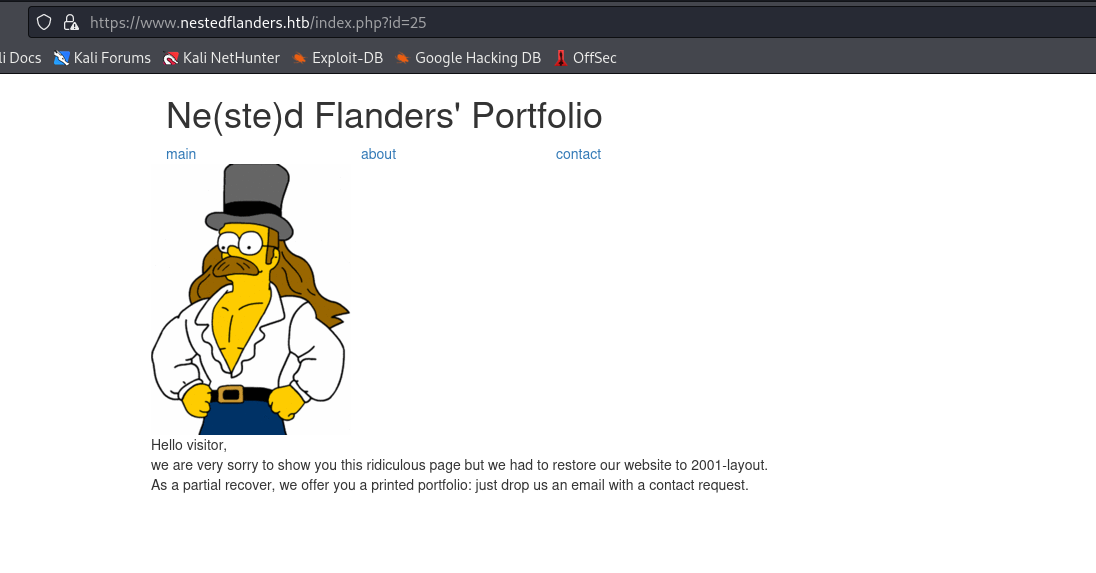 https://www.nestedflanders.htb/index.php?id=25
li Docs Kali Forums Kali NetHunter Exploit-DB Google Hacking DB OffSec
Ne(ste)d Flanders' Portfolio
main about contact
Hello visitor,
we are very sorry to show you this ridiculous page but we had to restore our website to 2001-layout.
As a partial recover, we offer you a printed portfolio: just drop us an email with a contact request.